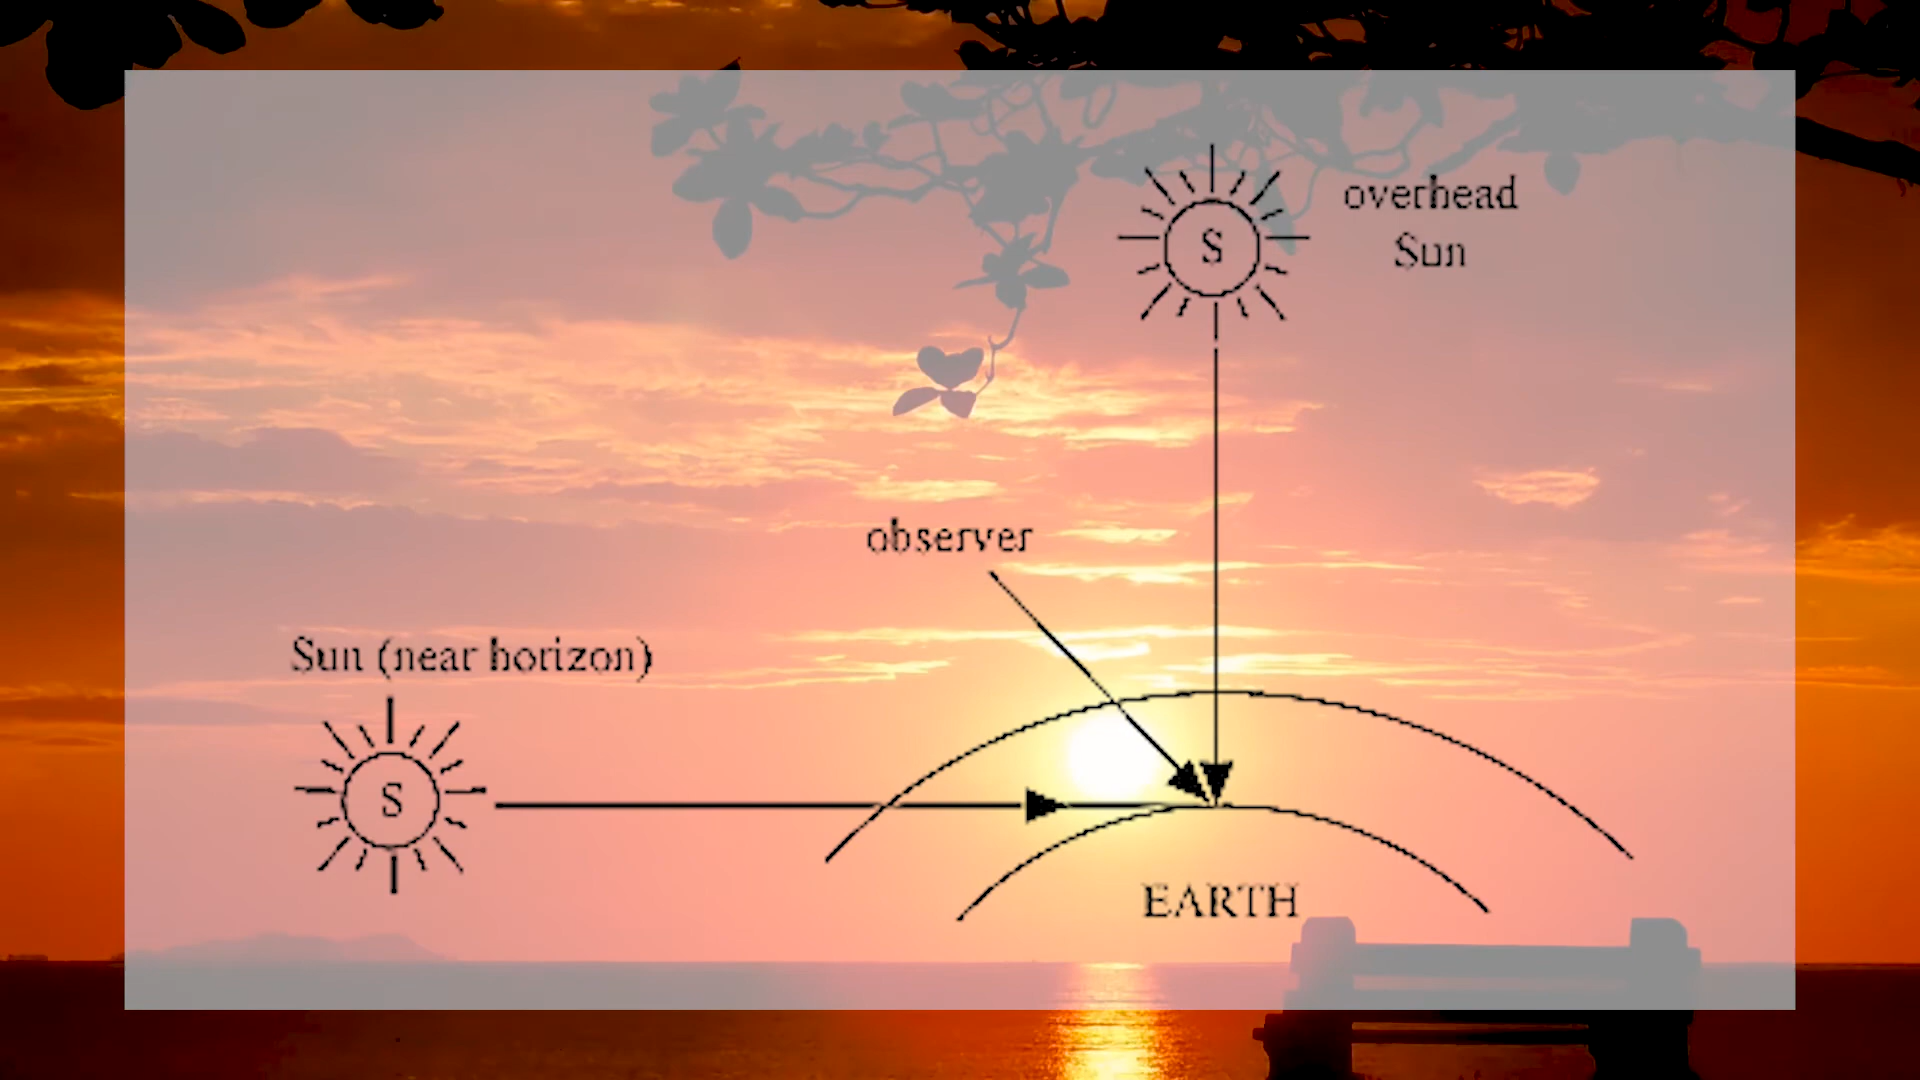 overhead
Sun
S
observer
Sun (near horizon)
S
EARTH